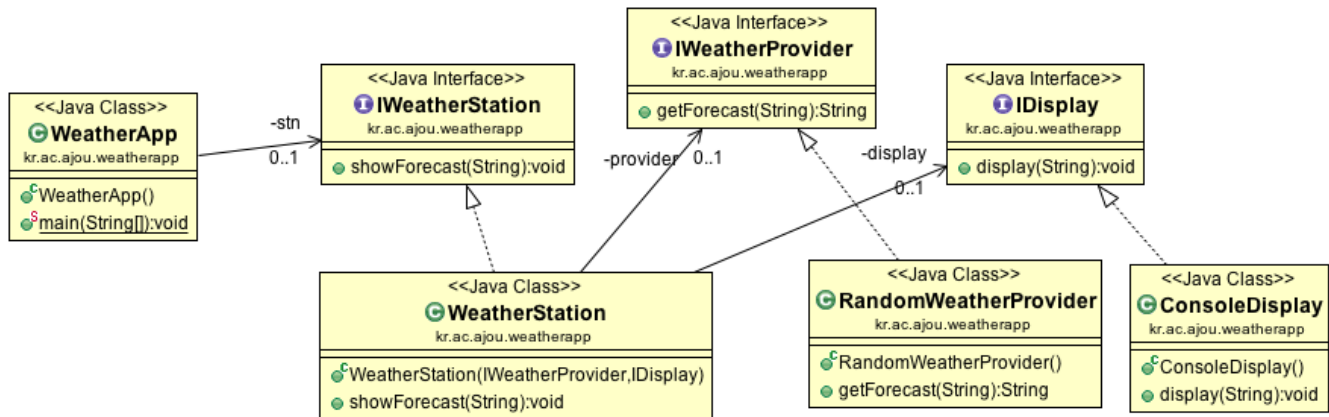 <<Java Class>>
WeatherApp
kr.ac.ajou.weatherapp
WeatherApp()
main(String[]):void
-stn
0..1
<<Java Interface>>
IWeatherStation
kr.ac.ajou.weatherapp
showForecast(String):void
<<Java Interface>>
IWeatherProvider
kr.ac.ajou.weatherapp
getForecast(String):String
-provider
0..1
<<Java Interface>>
IDisplay
kr.ac.ajou.weatherapp
display(String):void
-display
0..1
<<Java Class>>
WeatherStation
kr.ac.ajou.weatherapp
WeatherStation(IWeatherProvider,IDisplay)
showForecast(String):void
<<Java Class>>
RandomWeatherProvider
kr.ac.ajou.weatherapp
RandomWeatherProvider()
getForecast(String):String
<<Java Class>>
ConsoleDisplay
kr.ac.ajou.weatherapp
ConsoleDisplay()
display(String):void